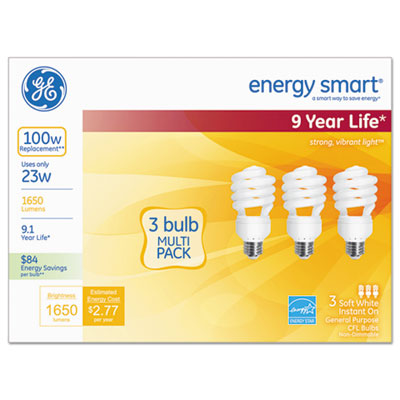 GE
energy smart®
a smart way to save energy®
9 Year Life*
strong, vibrant light™
100w
Replacement**
Uses only
23w
1650
Lumens
9.1
Year Life*
$84
Energy Savings
per bulb**
3 bulb
MULTI
PACK
Brightness
1650
lumens
Estimated
Energy Cost
$2.77
per year
ENERGY STAR
3 Soft White
Instant On
General Purpose
CFL Bulbs
Non-Dimmable